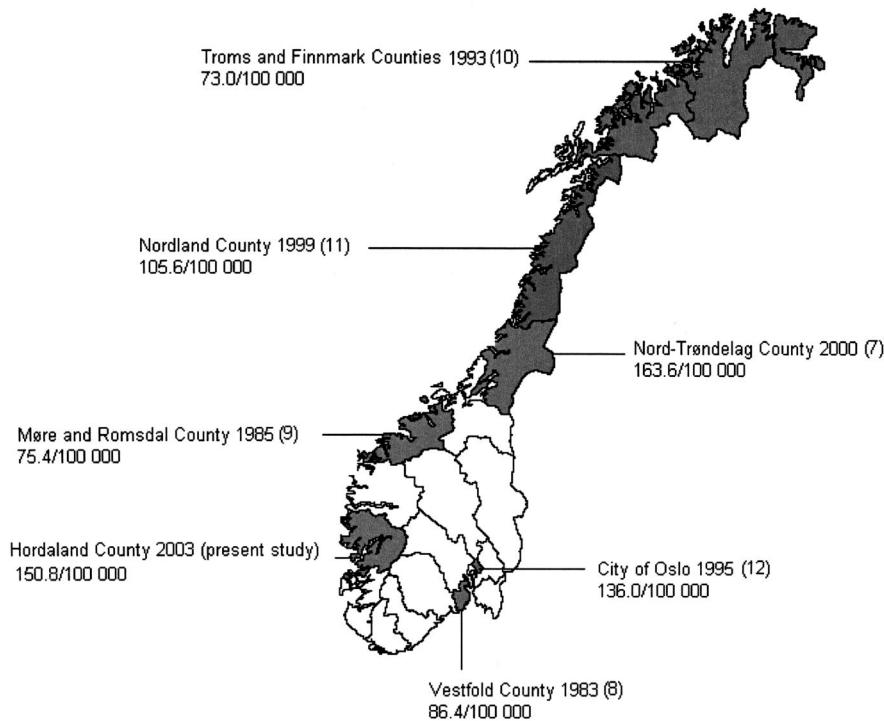 Troms and Finnmark Counties 1993 (10)
73.0/100 000
Nordland County 1999 (11)
105.6/100 000
Nord-Trøndelag County 2000 (7)
163.6/100 000
Møre and Romsdal County 1985 (9)
75.4/100 000
Hordaland County 2003 (present study)
150.8/100 000
City of Oslo 1995 (12)
136.0/100 000
Vestfold County 1983 (8)
86.4/100 000